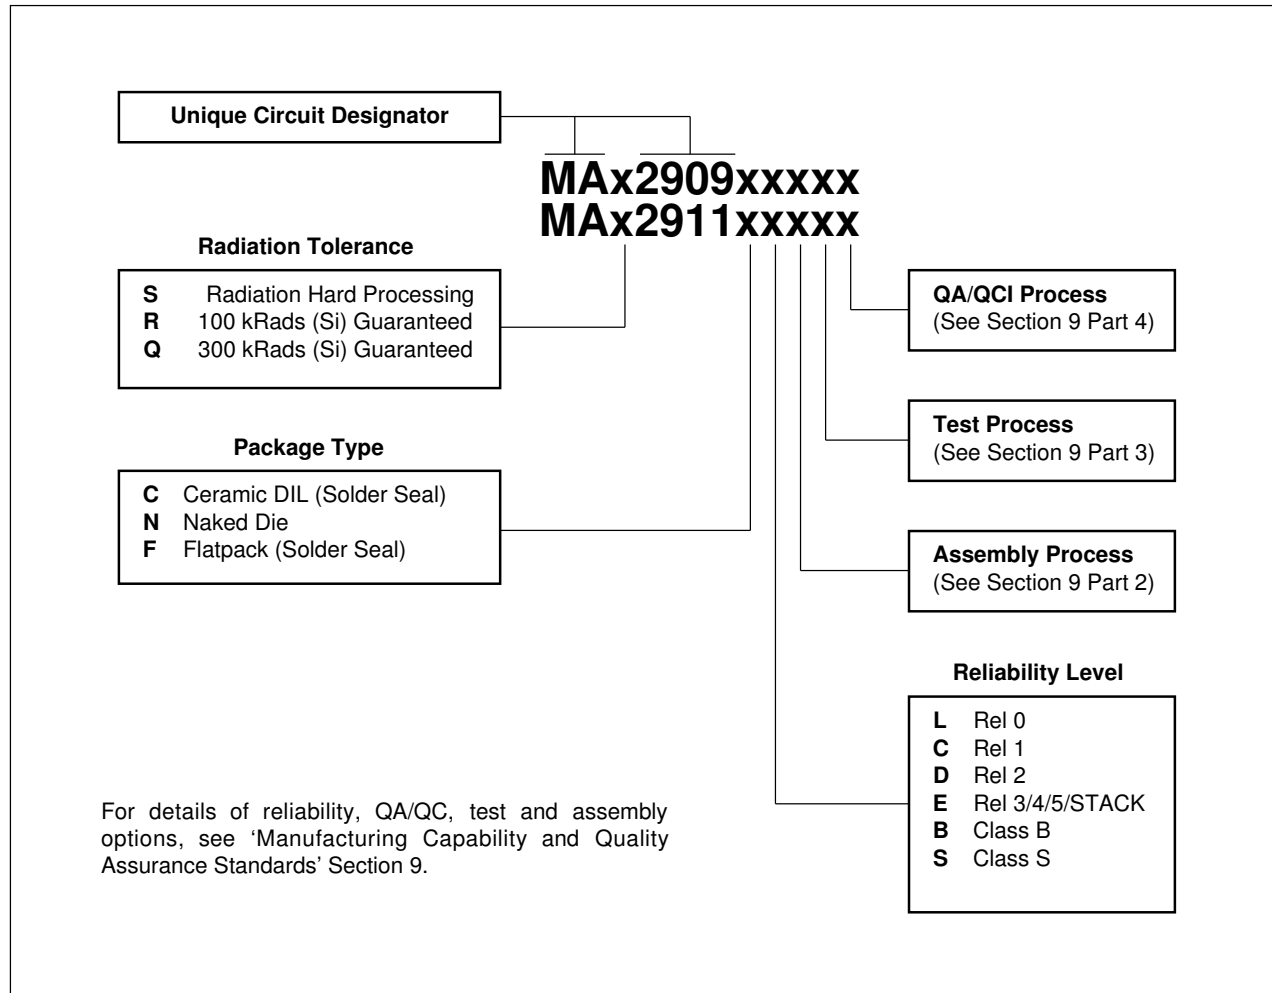 Unique Circuit Designator
MAx2909xxxxx
MAx2911xxxxx
Radiation Tolerance
S Radiation Hard Processing
R 100 kRads (Si) Guaranteed
Q 300 kRads (Si) Guaranteed
Package Type
C Ceramic DIL (Solder Seal)
N Naked Die
F Flatpack (Solder Seal)
QA/QCI Process
(See Section 9 Part 4)
Test Process
(See Section 9 Part 3)
Assembly Process
(See Section 9 Part 2)
Reliability Level
L Rel 0
C Rel 1
D Rel 2
E Rel 3/4/5/STACK
B Class B
S Class S
For details of reliability, QA/QC, test and assembly
options, see ‘Manufacturing Capability and Quality
Assurance Standards’ Section 9.